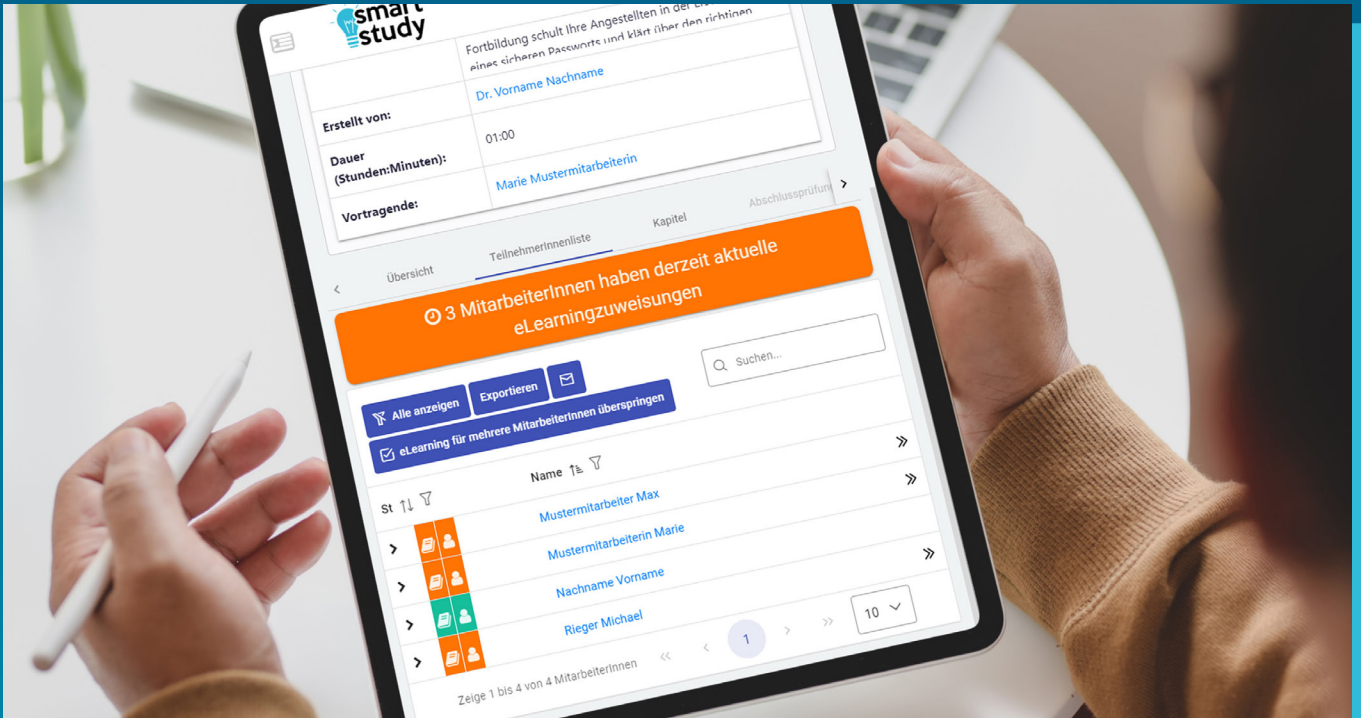 smart
study
Fortbildung schult Ihre Angestellten in der
eines sicheren Passworts und klärt über den richtigen
Erstellt von:
Dr. Vorname Nachname
Dauer
(Stunden:Minuten):
01:00
Vortragende:
Marie Mustermitarbeiterin
Übersicht
TeilnehmerInnenliste
Kapitel
3 MitarbeiterInnen haben derzeit aktuelle
eLearningzuweisungen
Alle anzeigen
Exportieren
Suchen...
eLearning für mehrere MitarbeiterInnen überspringen
St
Name
Mustermitarbeiter Max
Mustermitarbeiterin Marie
Nachname Vorname
Rieger Michael
Zeige 1 bis 4 von 4 MitarbeiterInnen
1
10